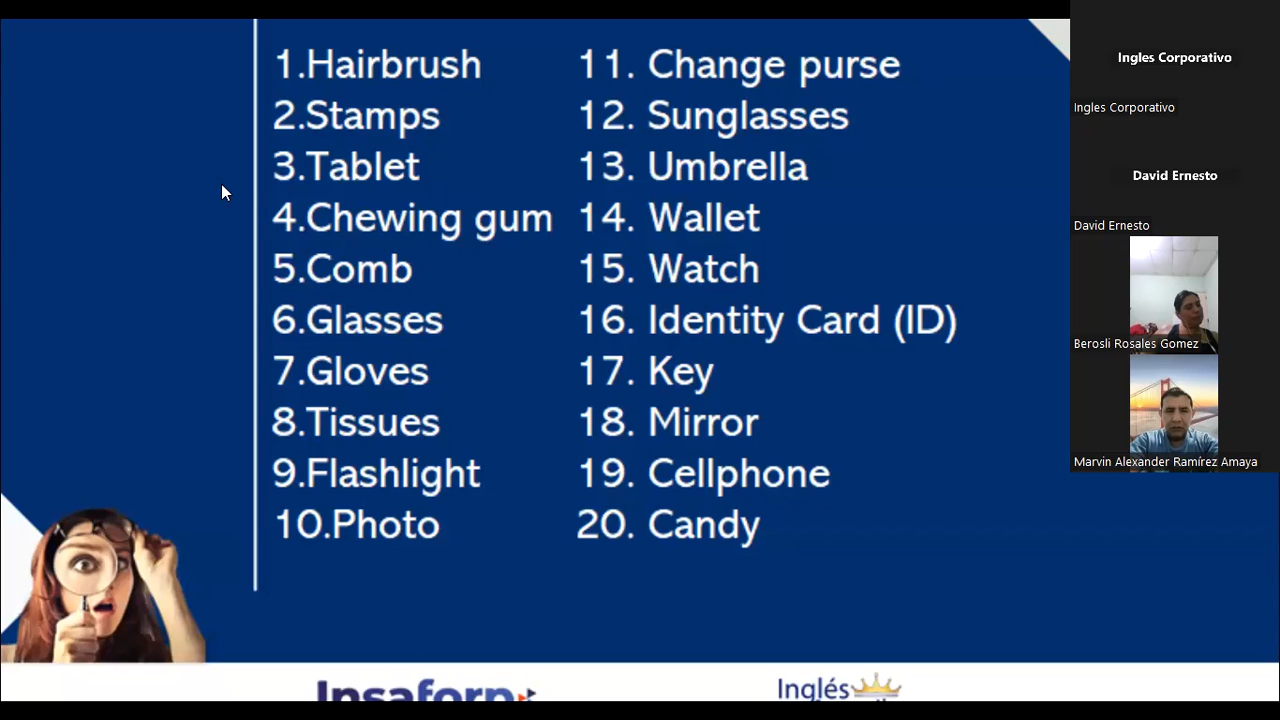 1.Hairbrush
2.Stamps
3.Tablet
4.Chewing gum
5.Comb
6.Glasses
7.Gloves
8.Tissues
9.Flashlight
10.Photo
11. Change purse
12. Sunglasses
13. Umbrella
14. Wallet
15. Watch
16. Identity Card (ID)
17. Key
18. Mirror
19. Cellphone
20. Candy
Insaforp
Inglés
Ingles Corporativo
Ingles Corporativo
David Ernesto
David Ernesto
Berosli Rosales Gomez
Marvin Alexander Ramírez Amaya